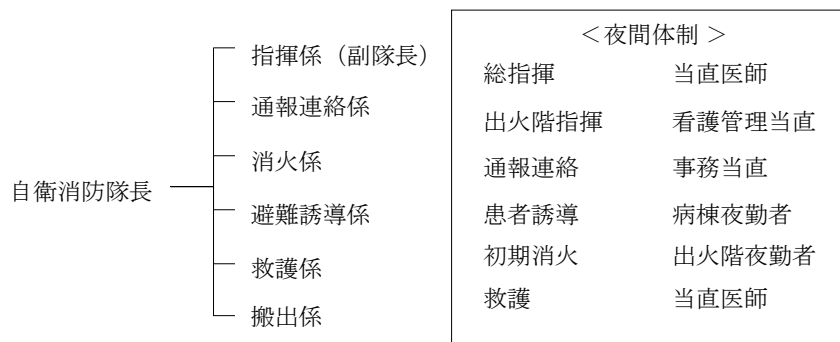 自衛消防隊長
指揮係（副隊長）
通報連絡係
消火係
避難誘導係
救護係
搬出係
＜夜間体制 ＞
総指揮 当直医師
出火階指揮 看護管理当直
通報連絡 事務当直
患者誘導 病棟夜勤者
初期消火 出火階夜勤者
救護 当直医師